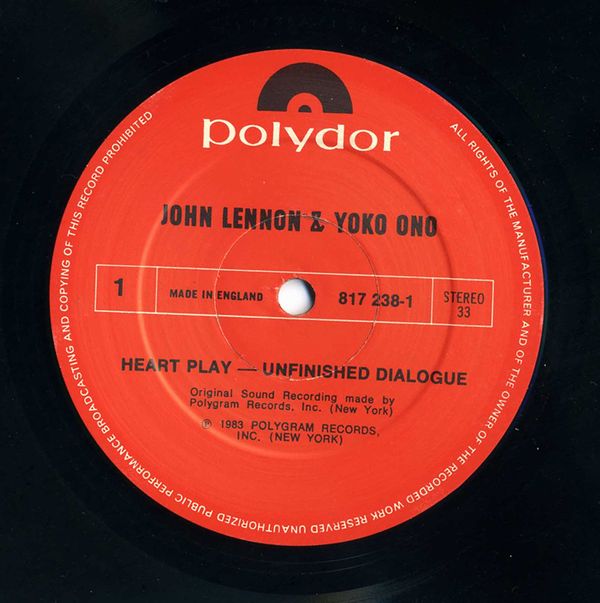 polydor
JOHN LENNON & YOKO ONO
1
MADE IN ENGLAND
817 238-1
STEREO
33
HEART PLAY — UNFINISHED DIALOGUE
Original Sound Recording made by
Polygram Records, Inc. (New York)
℗ 1983 POLYGRAM RECORDS,
INC. (NEW YORK)
ALL RIGHTS OF THE MANUFACTURER AND OF THE OWNER OF THE RECORDED WORK RESERVED UNAUTHORIZED PUBLIC PERFORMANCE BROADCASTING AND COPYING OF THIS RECORD PROHIBITED